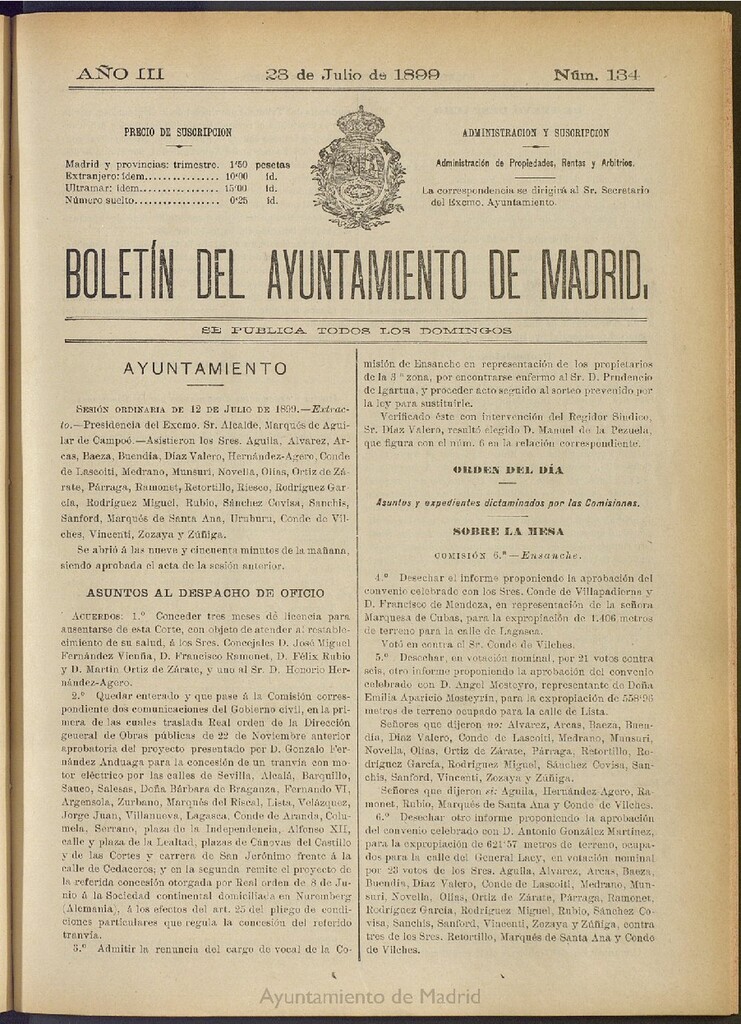 AÑO III 23 de Julio de 1899 Núm. 134
PRECIO DE SUSCRIPCION
Madrid y provincias: trimestre. 1'50 pesetas
Extranjero: ídem................ 10'00 íd.
Ultramar: ídem................. 15'00 íd.
Número suelto.................. 0'25 íd.
ADMINISTRACION Y SUSCRIPCION
Administración de Propiedades, Rentas y Arbitrios.
La correspondencia se dirigirá al Sr. Secretario
del Excmo. Ayuntamiento.
BOLETÍN DEL AYUNTAMIENTO DE MADRID.
SE PUBLICA TODOS LOS DOMINGOS
AYUNTAMIENTO
SESIÓN ORDINARIA DE 12 DE JULIO DE 1899.—Extrac-
to.—Presidencia del Excmo. Sr. Alcalde, Marqués de Agui-
lar de Campoó.—Asistieron los Sres. Aguila, Alvarez, Ar-
cas, Baeza, Buendía, Díaz Valero, Hernández-Agero, Conde
de Lascoiti, Medrano, Munsuri, Novella, Olías, Ortiz de Zá-
rate, Párraga, Ramonet, Retortillo, Riesco, Rodríguez Gar-
cía, Rodríguez Miguel, Rubio, Sánchez Covisa, Sanchis,
Sanford, Marqués de Santa Ana, Uruburu, Conde de Vil-
ches, Vincenti, Zozaya y Zúñiga.
Se abrió á las nueve y cincuenta minutos de la mañana,
siendo aprobada el acta de la sesión anterior.
ASUNTOS AL DESPACHO DE OFICIO
ACUERDOS: 1.º Conceder tres meses de licencia para
ausentarse de esta Corte, con objeto de atender al restable-
cimiento de su salud, á los Sres. Concejales D. José Miguel
Fernández Vicuña, D. Francisco Ramonet, D. Félix Rubio
y D. Martín Ortiz de Zárate, y uno al Sr. D. Honorio Her-
nández-Agero.
2.º Quedar enterado y que pase á la Comisión corres-
pondiente dos comunicaciones del Gobierno civil, en la pri-
mera de las cuales traslada Real orden de la Dirección
general de Obras públicas de 22 de Noviembre anterior
aprobatoria del proyecto presentado por D. Gonzalo Fer-
nández Anduaga para la concesión de un tranvía con mo-
tor eléctrico por las calles de Sevilla, Alcalá, Barquillo,
Sauco, Salesas, Doña Bárbara de Braganza, Fernando VI,
Argensola, Zurbano, Marqués del Riscal, Lista, Velázquez,
Jorge Juan, Villanueva, Lagasca, Conde de Aranda, Colu-
mela, Serrano, plaza de la Independencia, Alfonso XII,
calle y plaza de la Lealtad, plazas de Cánovas del Castillo
y de las Cortes y carrera de San Jerónimo frente á la
calle de Cedaceros; y en la segunda remite el proyecto de
la referida concesión otorgada por Real orden de 8 de Ju-
nio á la Sociedad continental domiciliada en Nuremberg
(Alemania), á los efectos del art. 25 del pliego de condi-
ciones particulares que regula la concesión del referido
tranvía.
3.º Admitir la renuncia del cargo de vocal de la Co-
misión de Ensanche en representación de los propietarios
de la 3.ª zona, por encontrarse enfermo al Sr. D. Prudencio
de Igartua, y proceder acto seguido al sorteo prevenido por
la ley para sustituirle.
Verificado éste con intervención del Regidor Síndico,
Sr. Díaz Valero, resultó elegido D. Manuel de la Pezuela,
que figura con el núm. 6 en la relación correspondiente.
ORDEN DEL DÍA
Asuntos y expedientes dictaminados por las Comisiones.
SOBRE LA MESA
COMISIÓN 6.ª—Ensanche.
4.º Desechar el informe proponiendo la aprobación del
convenio celebrado con los Sres. Conde de Villapadierna y
D. Francisco de Mendoza, en representación de la señora
Marquesa de Cubas, para la expropiación de 1.406 metros
de terreno para la calle de Lagasca.
Votó en contra el Sr. Conde de Vilches.
5.º Desechar, en votación nominal, por 21 votos contra
seis, otro informe proponiendo la aprobación del convenio
celebrado con D. Angel Mosteyro, representante de Doña
Emilia Aparicio Mosteyrín, para la expropiación de 558'96
metros de terreno ocupado para la calle de Lista.
Señores que dijeron no: Alvarez, Arcas, Baeza, Buen-
día, Díaz Valero, Conde de Lascoiti, Medrano, Munsuri,
Novella, Olías, Ortiz de Zárate, Párraga, Retortillo, Ro-
dríguez García, Rodríguez Miguel, Sánchez Covisa, San-
chis, Sanford, Vincenti, Zozaya y Zúñiga.
Señores que dijeron sí: Aguila, Hernández-Agero, Ra-
monet, Rubio, Marqués de Santa Ana y Conde de Vilches.
6.º Desechar otro informe proponiendo la aprobación
del convenio celebrado con D. Antonio González Martínez,
para la expropiación de 621'57 metros de terreno, ocupa-
dos para la calle del General Lacy, en votación nominal
por 23 votos de los Sres. Aguila, Alvarez, Arcas, Baeza,
Buendía, Díaz Valero, Conde de Lascoiti, Medrano, Mun-
suri, Novella, Olías, Ortiz de Zárate, Párraga, Ramonet,
Rodríguez García, Rodríguez Miguel, Rubio, Sánchez Co-
visa, Sanchis, Sanford, Vincenti, Zozaya y Zúñiga, contra
tres de los Sres. Retortillo, Marqués de Santa Ana y Conde
de Vilches.
Ayuntamiento de Madrid